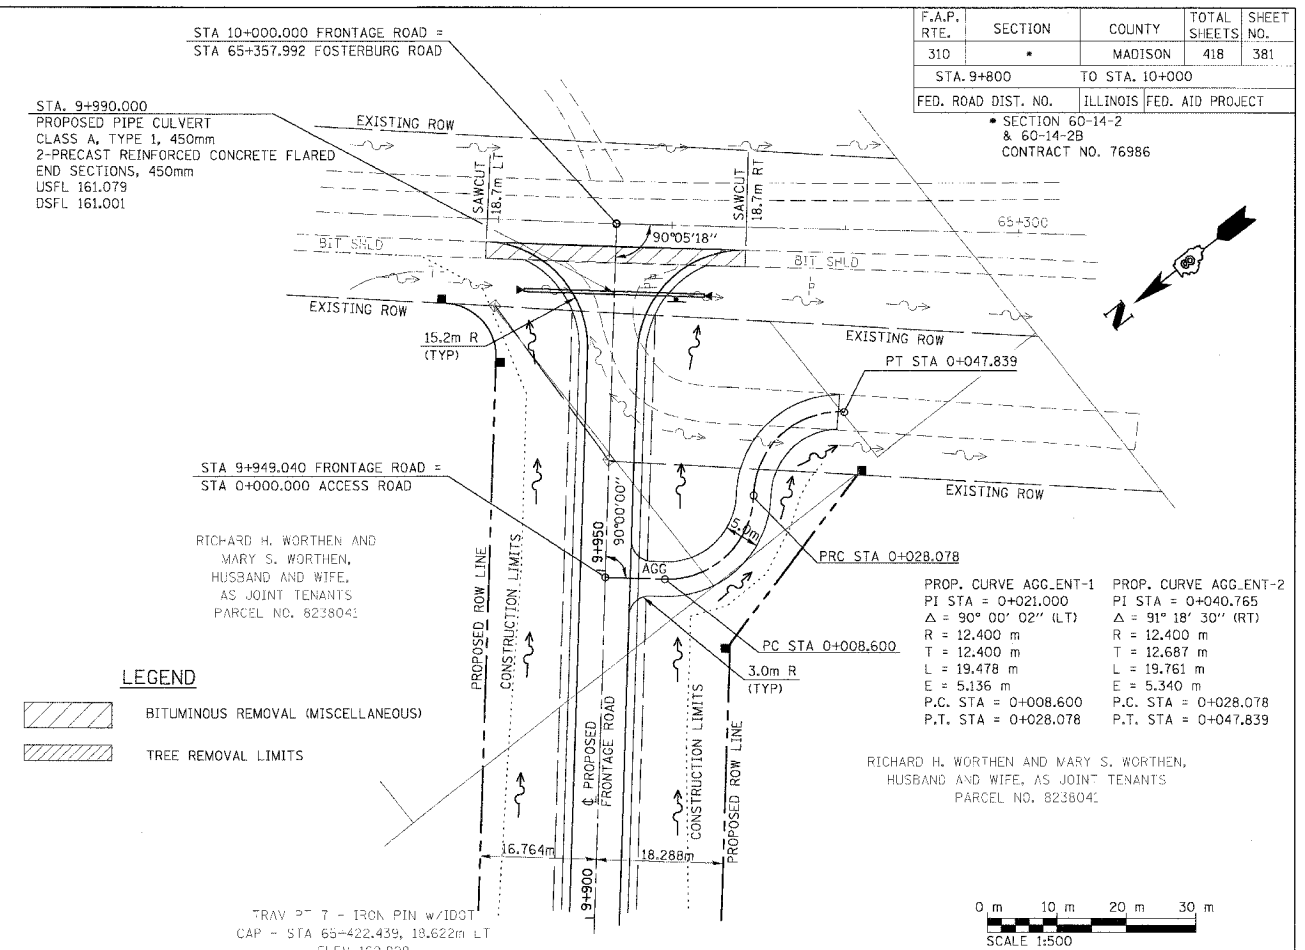 F.A.P. RTE. SECTION COUNTY TOTAL SHEETS SHEET NO.
310 * MADISON 418 381
STA. 9+800 TO STA. 10+000
FED. ROAD DIST. NO. ILLINOIS FED. AID PROJECT
* SECTION 60-14-2
& 60-14-2B
CONTRACT NO. 76986
STA 10+000.000 FRONTAGE ROAD =
STA 65+357.992 FOSTERBURG ROAD
STA. 9+990.000
PROPOSED PIPE CULVERT
CLASS A, TYPE 1, 450mm
2-PRECAST REINFORCED CONCRETE FLARED
END SECTIONS, 450mm
USFL 161.079
DSFL 161.001
EXISTING ROW
SAWCUT
18.7m LT
SAWCUT
18.7m RT
65+300
90°05'18"
BIT SHLD
BIT SHLD
EXISTING ROW
EXISTING ROW
N
15.2m R
(TYP)
PT STA 0+047.839
STA 9+949.040 FRONTAGE ROAD =
STA 0+000.000 ACCESS ROAD
EXISTING ROW
9+950
90°00'00"
5.0m
AGG
PRC STA 0+028.078
RICHARD H. WORTHEN AND
MARY S. WORTHEN,
HUSBAND AND WIFE,
AS JOINT TENANTS
PARCEL NO. 8238041
PROPOSED ROW LINE
CONSTRUCTION LIMITS
PC STA 0+008.600
3.0m R
(TYP)
PROP. CURVE AGG_ENT-1
PI STA = 0+021.000
Δ = 90° 00' 02" (LT)
R = 12.400 m
T = 12.400 m
L = 19.478 m
E = 5.136 m
P.C. STA = 0+008.600
P.T. STA = 0+028.078
PROP. CURVE AGG_ENT-2
PI STA = 0+040.765
Δ = 91° 18' 30" (RT)
R = 12.400 m
T = 12.687 m
L = 19.761 m
E = 5.340 m
P.C. STA = 0+028.078
P.T. STA = 0+047.839
LEGEND
BITUMINOUS REMOVAL (MISCELLANEOUS)
TREE REMOVAL LIMITS
℄ PROPOSED
FRONTAGE ROAD
CONSTRUCTION LIMITS
PROPOSED ROW LINE
RICHARD H. WORTHEN AND MARY S. WORTHEN,
HUSBAND AND WIFE, AS JOINT TENANTS
PARCEL NO. 8238041
16.764m
18.288m
9+900
TRAV PT 7 - IRON PIN W/IDOT
CAP - STA 65+422.439, 18.622m LT
0 m 10 m 20 m 30 m
SCALE 1:500